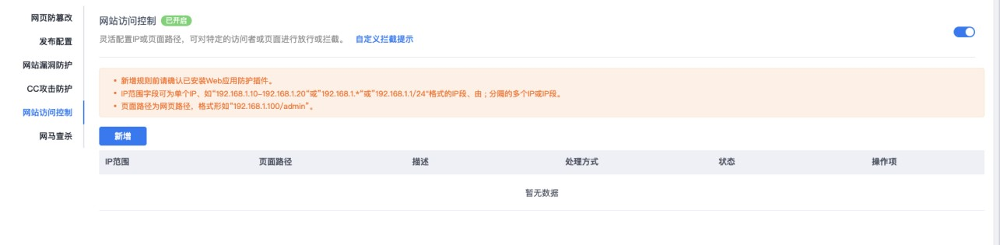 网页防篡改
发布配置
网站漏洞防护
CC攻击防护
网站访问控制
网马查杀
网站访问控制 已开启
灵活配置IP或页面路径，可对特定的访问者或页面进行放行或拦截。 自定义拦截提示
• 新增规则前请确认已安装Web应用防护插件。
• IP范围字段可为单个IP、如“192.168.1.10-192.168.1.20”或”192.168.1.*”或”192.168.1.1/24”格式的IP段、由 ; 分隔的多个IP或IP段。
• 页面路径为网页路径，格式形如“192.168.1.100/admin”。
新增
IP范围 页面路径 描述 处理方式 状态 操作项
暂无数据